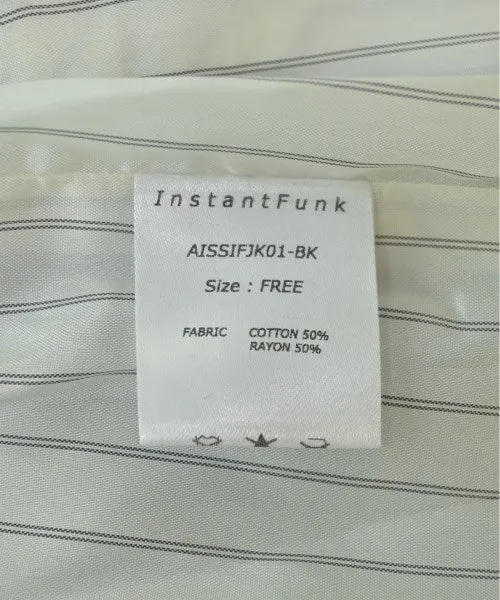 InstantFunk
AISSIFJK01-BK
Size : FREE
FABRIC COTTON 50%
RAYON 50%